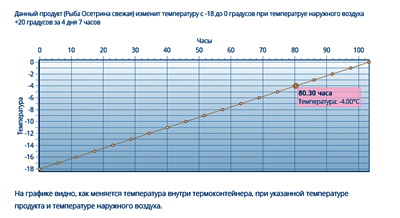 Данный продукт (Рыба Осетрина свежая) изменит температуру с -18 до 0 градусов при температруе наружного воздуха
+20 градусов за 4 дня 7 часов
Часы
0 10 20 30 40 50 60 70 80 90 100
Температура
0
-2
-4
-6
-8
-10
-12
-14
-16
-18
80.30 часа
Температура: -4.00°C
На графике видно, как меняется температура внутри термоконтейнера, при указанной температуре
продукта и температуре наружного воздуха.